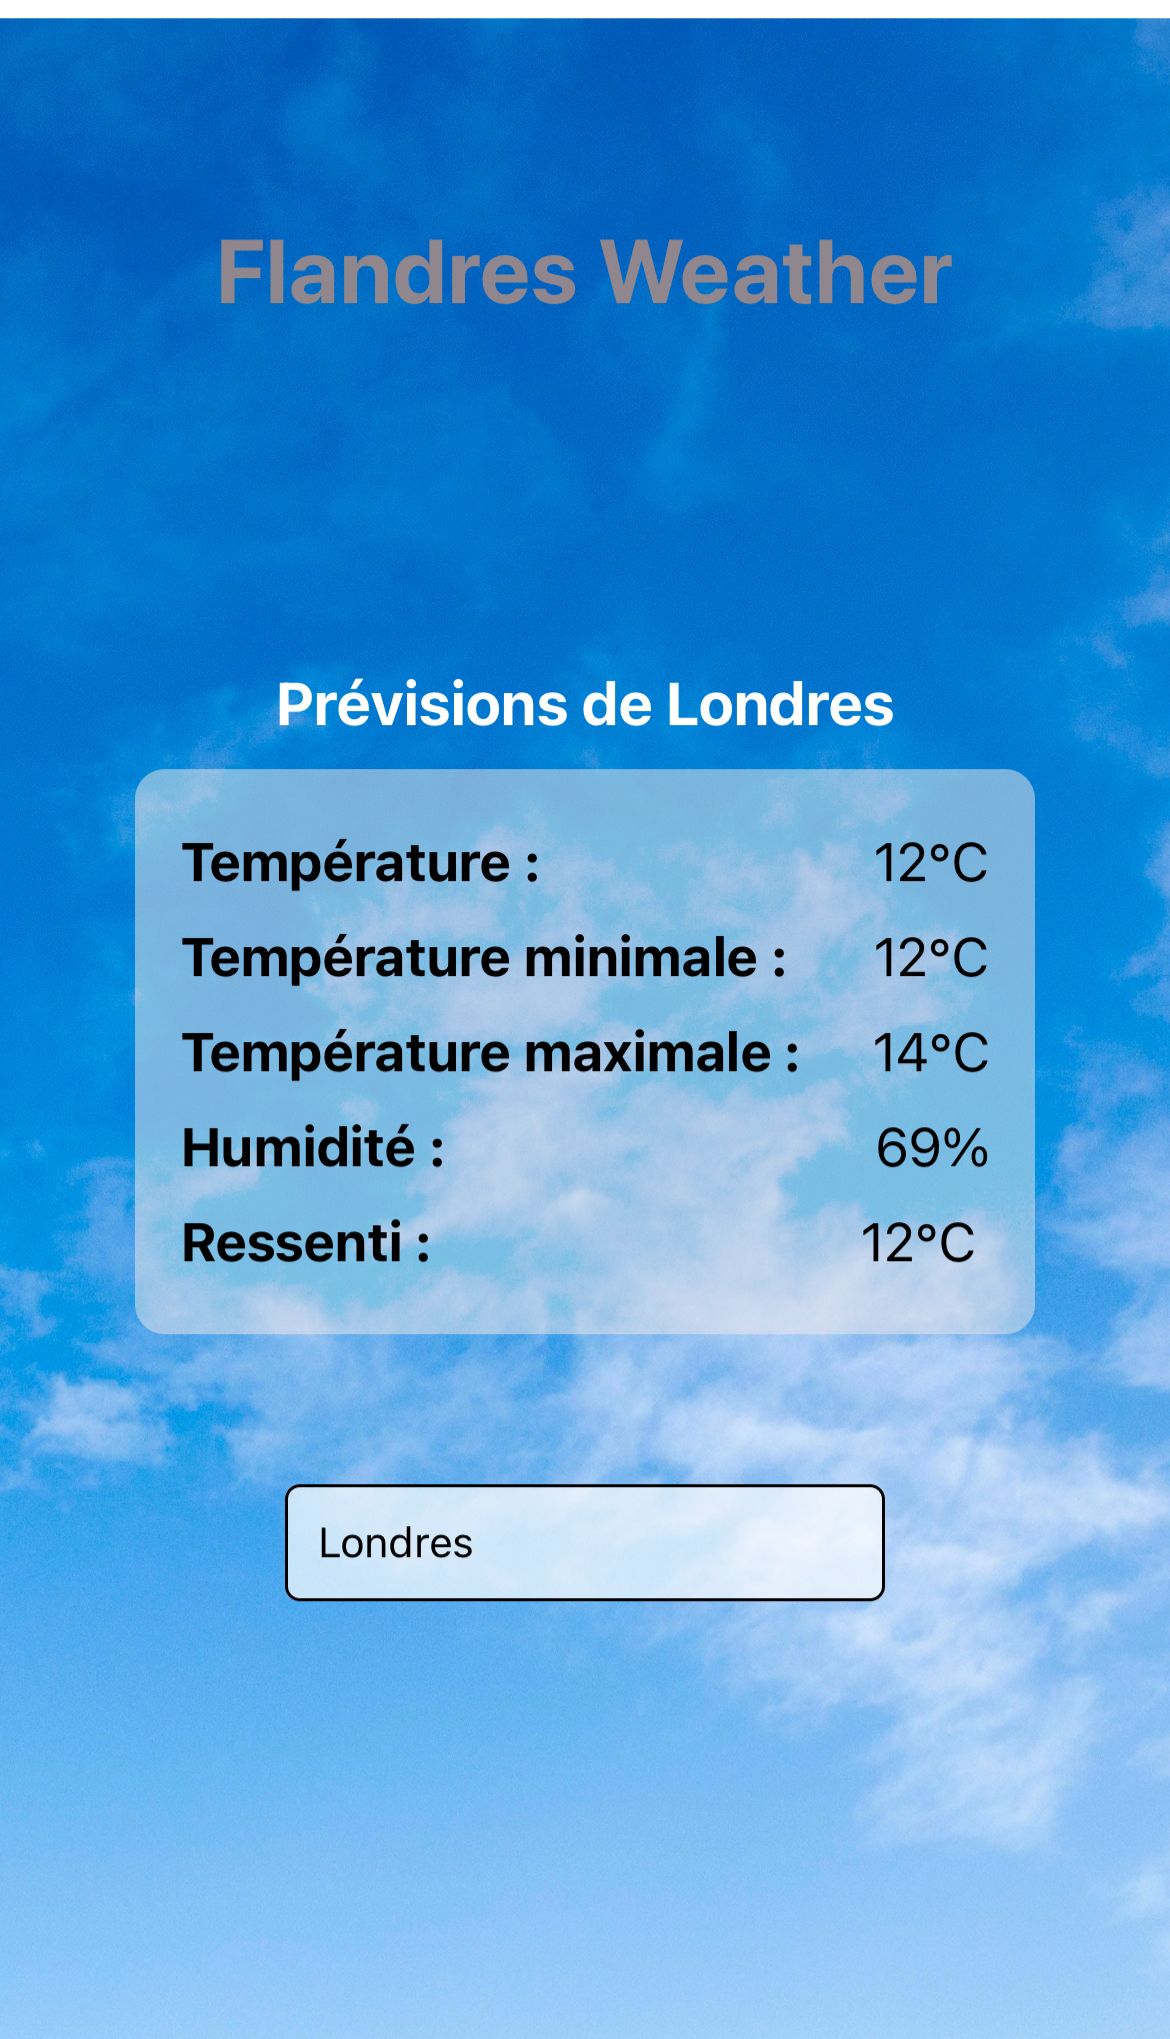 Flandres Weather
Prévisions de Londres
Température : 12°C
Température minimale : 12°C
Température maximale : 14°C
Humidité : 69%
Ressenti : 12°C
Londres